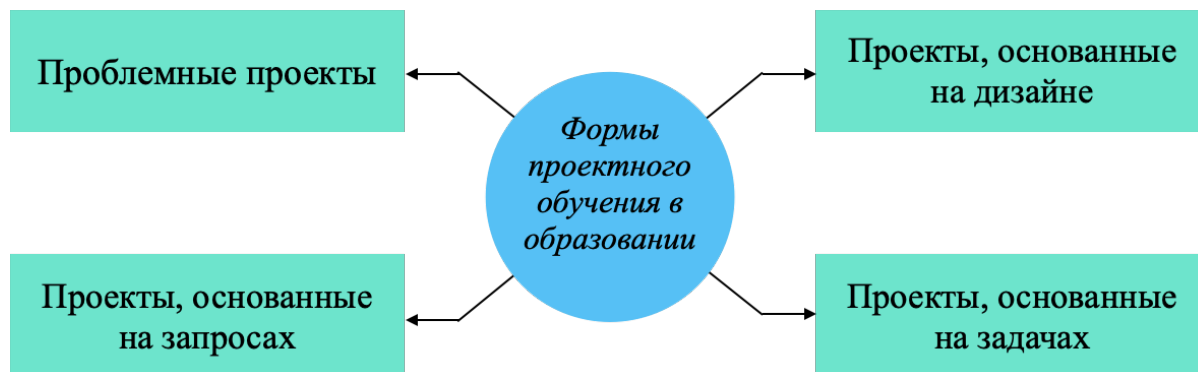 Проблемные проекты
Проекты, основанные
на дизайне
Формы
проектного
обучения в
образовании
Проекты, основанные
на запросах
Проекты, основанные
на задачах